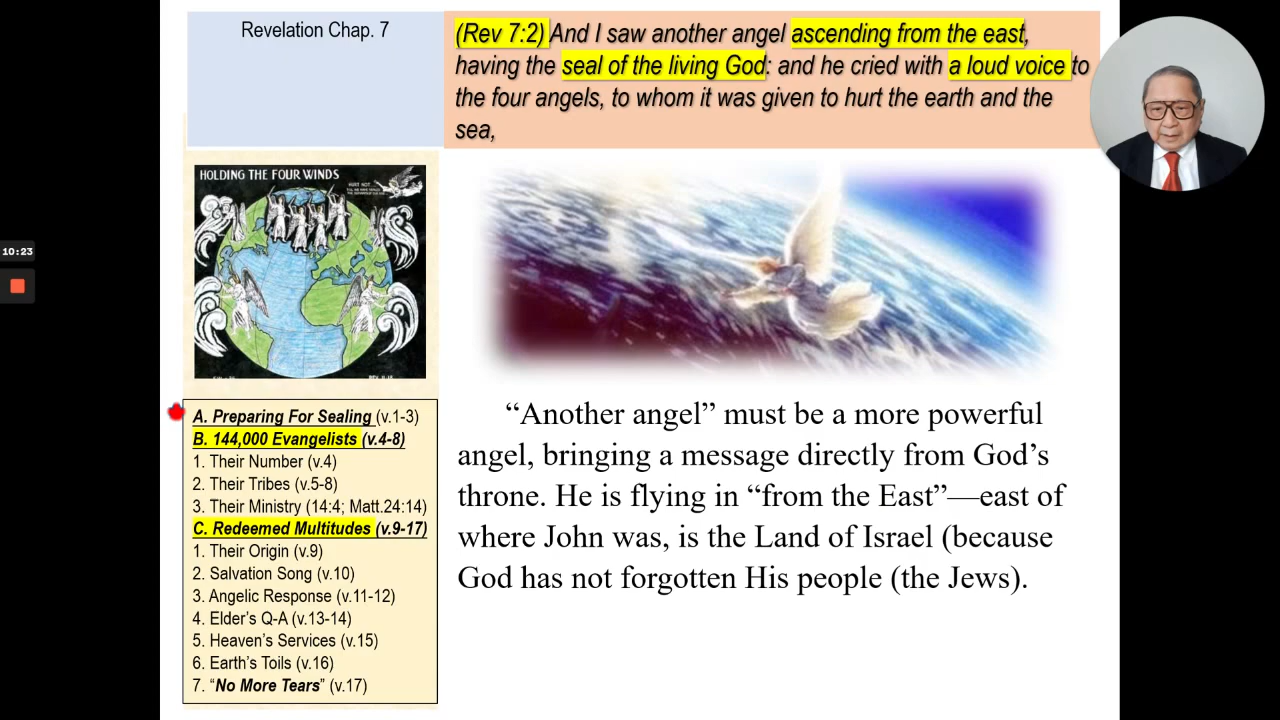 Revelation Chap. 7
(Rev 7:2) And I saw another angel ascending from the east,
having the seal of the living God: and he cried with a loud voice to
the four angels, to whom it was given to hurt the earth and the
sea,
HOLDING THE FOUR WINDS
HURT NOT
10:23
A. Preparing For Sealing (v.1-3)
B. 144,000 Evangelists (v.4-8)
1. Their Number (v.4)
2. Their Tribes (v.5-8)
3. Their Ministry (14:4; Matt.24:14)
C. Redeemed Multitudes (v.9-17)
1. Their Origin (v.9)
2. Salvation Song (v.10)
3. Angelic Response (v.11-12)
4. Elder’s Q-A (v.13-14)
5. Heaven’s Services (v.15)
6. Earth’s Toils (v.16)
7. “No More Tears” (v.17)
“Another angel” must be a more powerful
angel, bringing a message directly from God’s
throne. He is flying in “from the East”—east of
where John was, is the Land of Israel (because
God has not forgotten His people (the Jews).